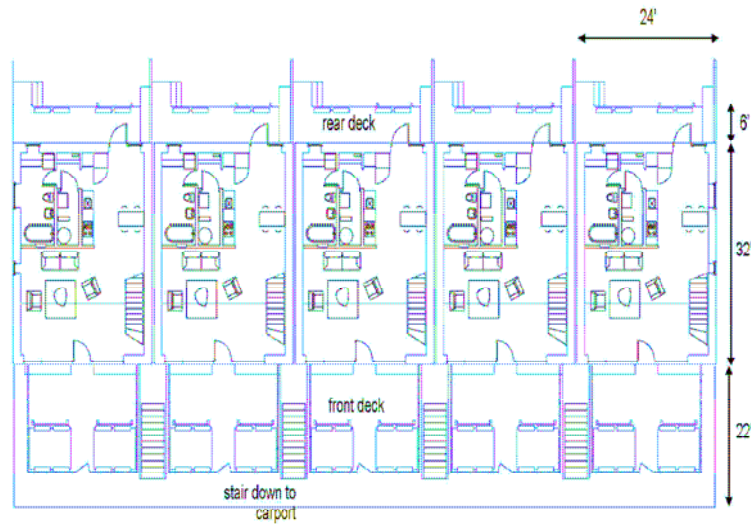 24'
rear deck
6'
32'
front deck
22
stair down to
carport